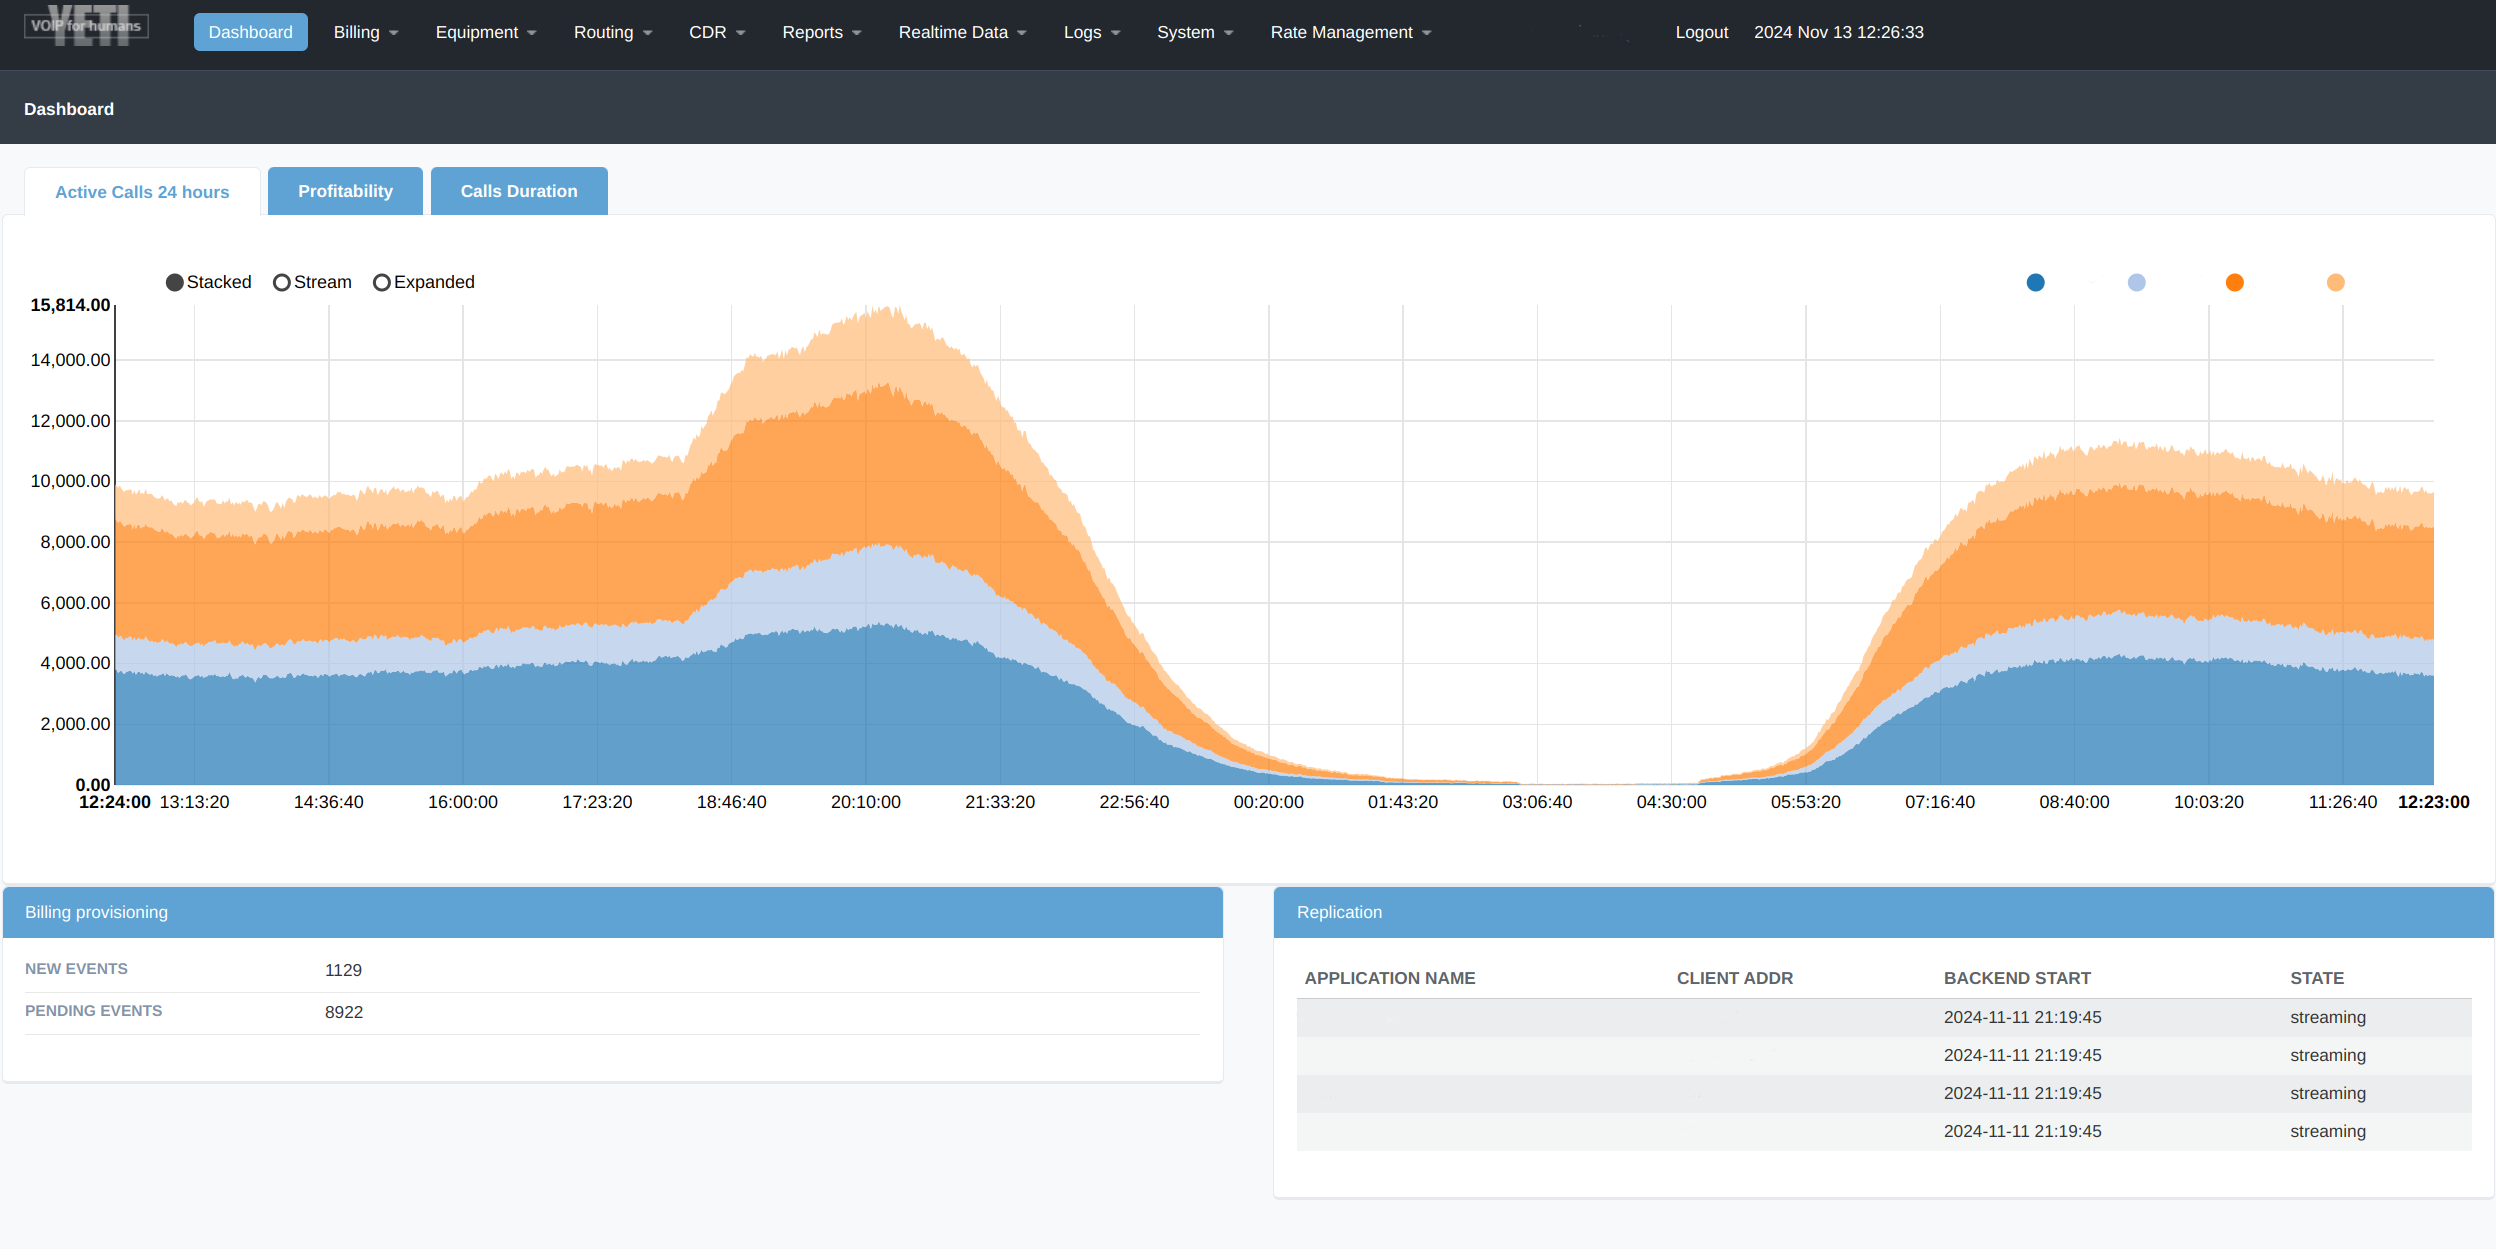 YETI
VOIP for humans
Dashboard Billing Equipment Routing CDR Reports Realtime Data Logs System Rate Management Logout 2024 Nov 13 12:26:33
Dashboard
Active Calls 24 hours Profitability Calls Duration
Stacked Stream Expanded
15,814.00
14,000.00
12,000.00
10,000.00
8,000.00
6,000.00
4,000.00
2,000.00
0.00
12:24:00 13:13:20 14:36:40 16:00:00 17:23:20 18:46:40 20:10:00 21:33:20 22:56:40 00:20:00 01:43:20 03:06:40 04:30:00 05:53:20 07:16:40 08:40:00 10:03:20 11:26:40 12:23:00
Billing provisioning
NEW EVENTS 1129
PENDING EVENTS 8922
Replication
APPLICATION NAME CLIENT ADDR BACKEND START STATE
2024-11-11 21:19:45 streaming
2024-11-11 21:19:45 streaming
2024-11-11 21:19:45 streaming
2024-11-11 21:19:45 streaming